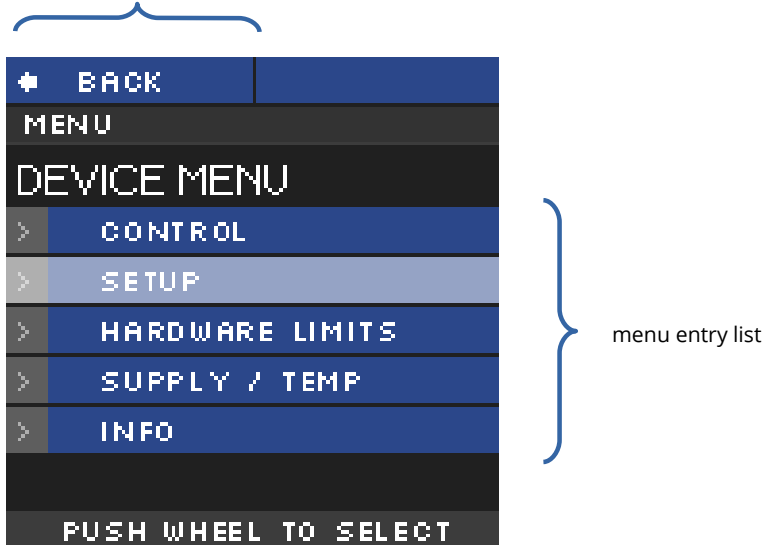 BACK
MENU
DEVICE MENU
> CONTROL
> SETUP
> HARDWARE LIMITS
menu entry list
> SUPPLY / TEMP
> INFO
PUSH WHEEL TO SELECT